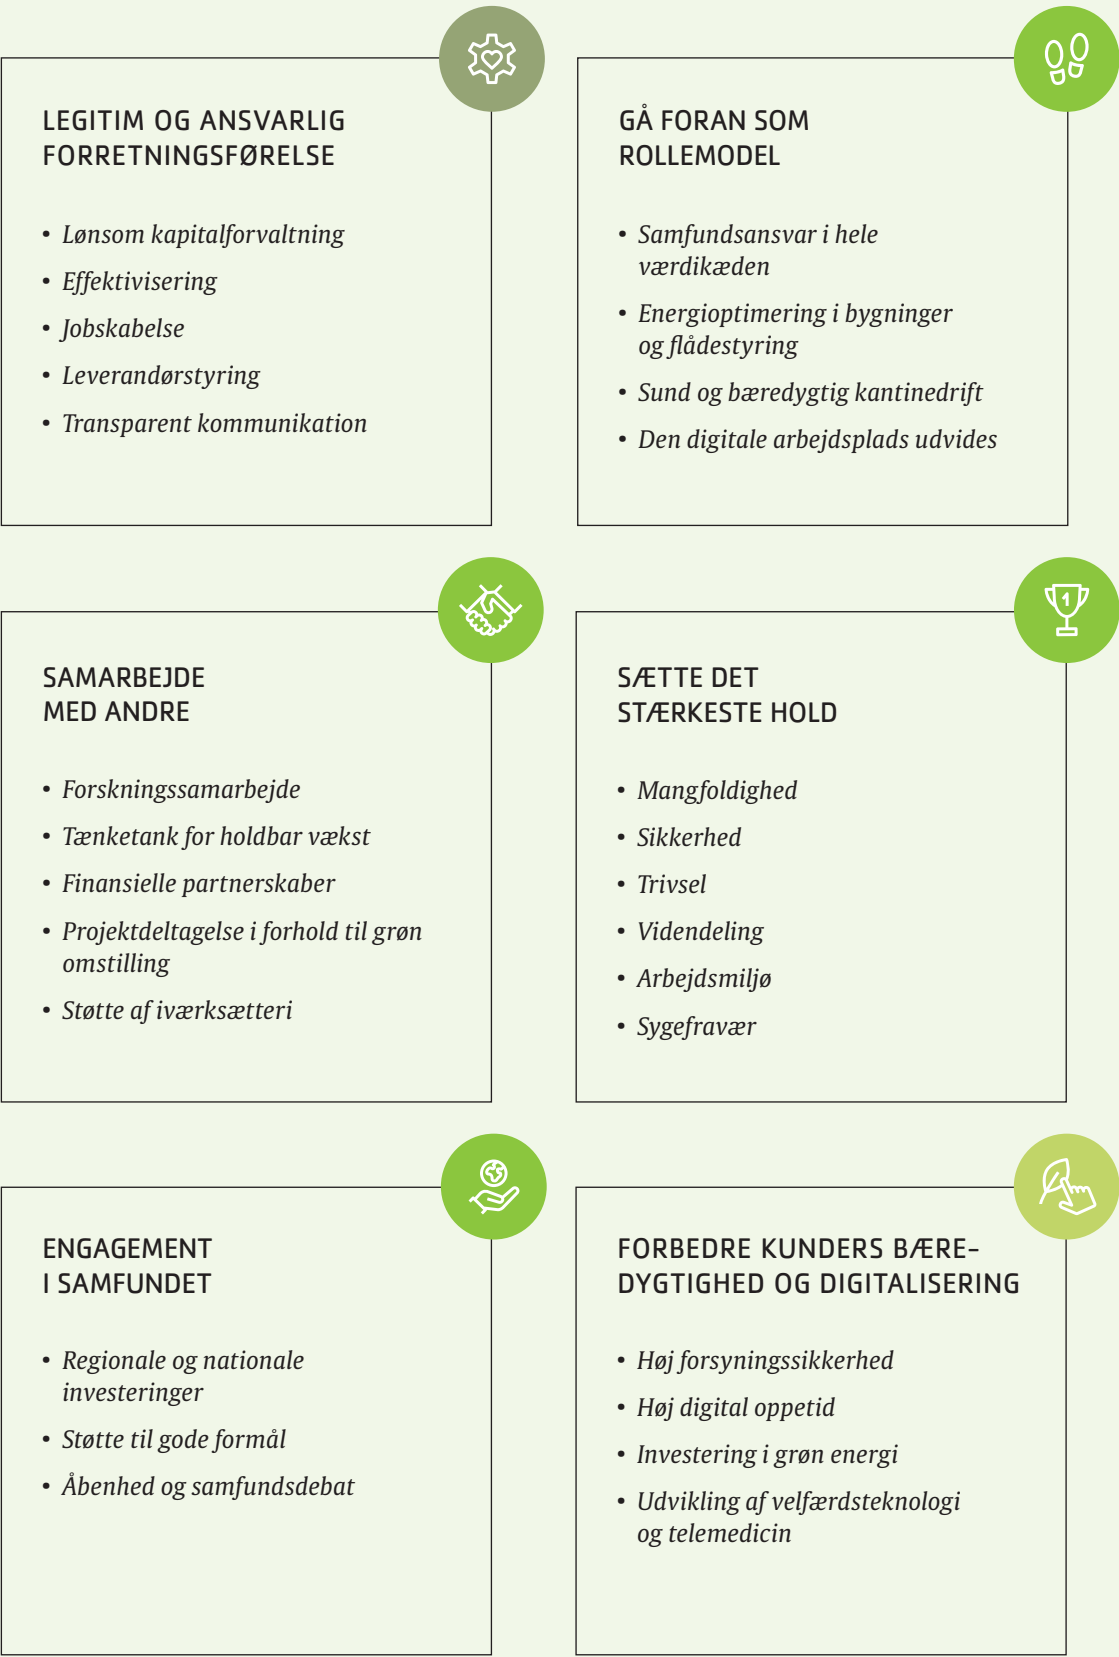 LEGITIM OG ANSVARLIG
FORRETNINGSFØRELSE
• Lønsom kapitalforvaltning
• Effektivisering
• Jobskabelse
• Leverandørstyring
• Transparent kommunikation
GÅ FORAN SOM
ROLLEMODEL
• Samfundsansvar i hele
værdikæden
• Energioptimering i bygninger
og flådestyring
• Sund og bæredygtig kantinedrift
• Den digitale arbejdsplads udvides
SAMARBEJDE
MED ANDRE
• Forskningssamarbejde
• Tænketank for holdbar vækst
• Finansielle partnerskaber
• Projektdeltagelse i forhold til grøn
omstilling
• Støtte af iværksætteri
1
SÆTTE DET
STÆRKESTE HOLD
• Mangfoldighed
• Sikkerhed
• Trivsel
• Videndeling
• Arbejdsmiljø
• Sygefravær
ENGAGEMENT
I SAMFUNDET
• Regionale og nationale
investeringer
• Støtte til gode formål
• Åbenhed og samfundsdebat
FORBEDRE KUNDERS BÆRE-
DYGTIGHED OG DIGITALISERING
• Høj forsyningssikkerhed
• Høj digital oppetid
• Investering i grøn energi
• Udvikling af velfærdsteknologi
og telemedicin